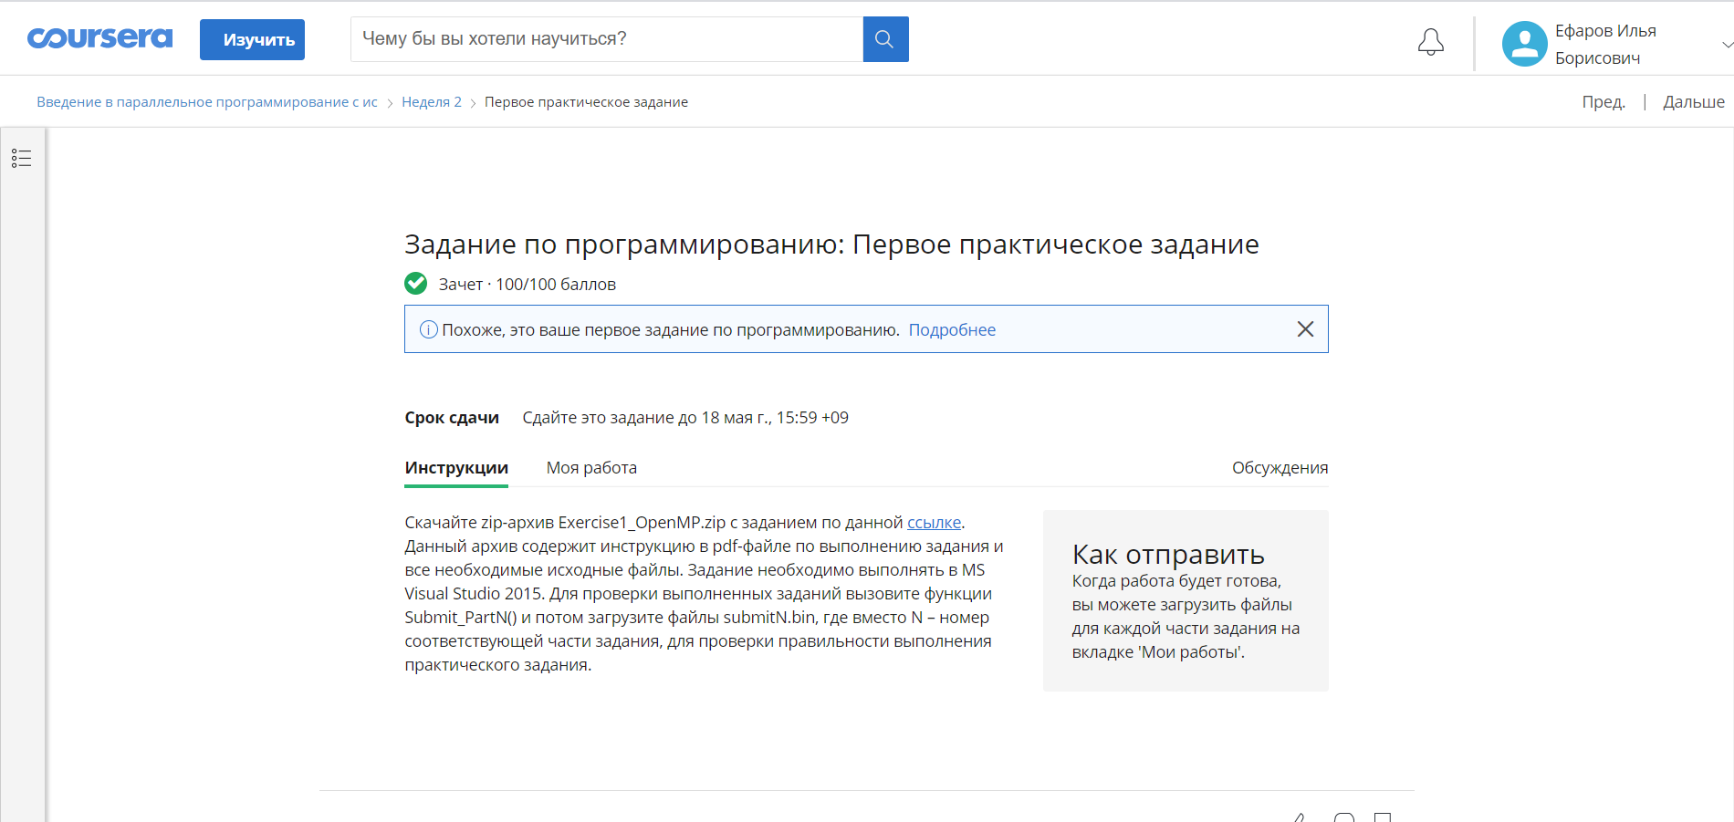 coursera
Изучить
Чему бы вы хотели научиться?
Ефаров Илья
Борисович
Введение в параллельное программирование с ис > Неделя 2 > Первое практическое задание
Пред. | Дальше
Задание по программированию: Первое практическое задание
Зачет · 100/100 баллов
Похоже, это ваше первое задание по программированию. Подробнее
Срок сдачи Сдайте это задание до 18 мая г., 15:59 +09
Инструкции Моя работа Обсуждения
Скачайте zip-архив Exercise1_OpenMP.zip с заданием по данной ссылке.
Данный архив содержит инструкцию в pdf-файле по выполнению задания и
все необходимые исходные файлы. Задание необходимо выполнять в MS
Visual Studio 2015. Для проверки выполненных заданий вызовите функции
Submit_PartN() и потом загрузите файлы submitN.bin, где вместо N – номер
соответствующей части задания, для проверки правильности выполнения
практического задания.
Как отправить
Когда работа будет готова,
вы можете загрузить файлы
для каждой части задания на
вкладке 'Мои работы'.